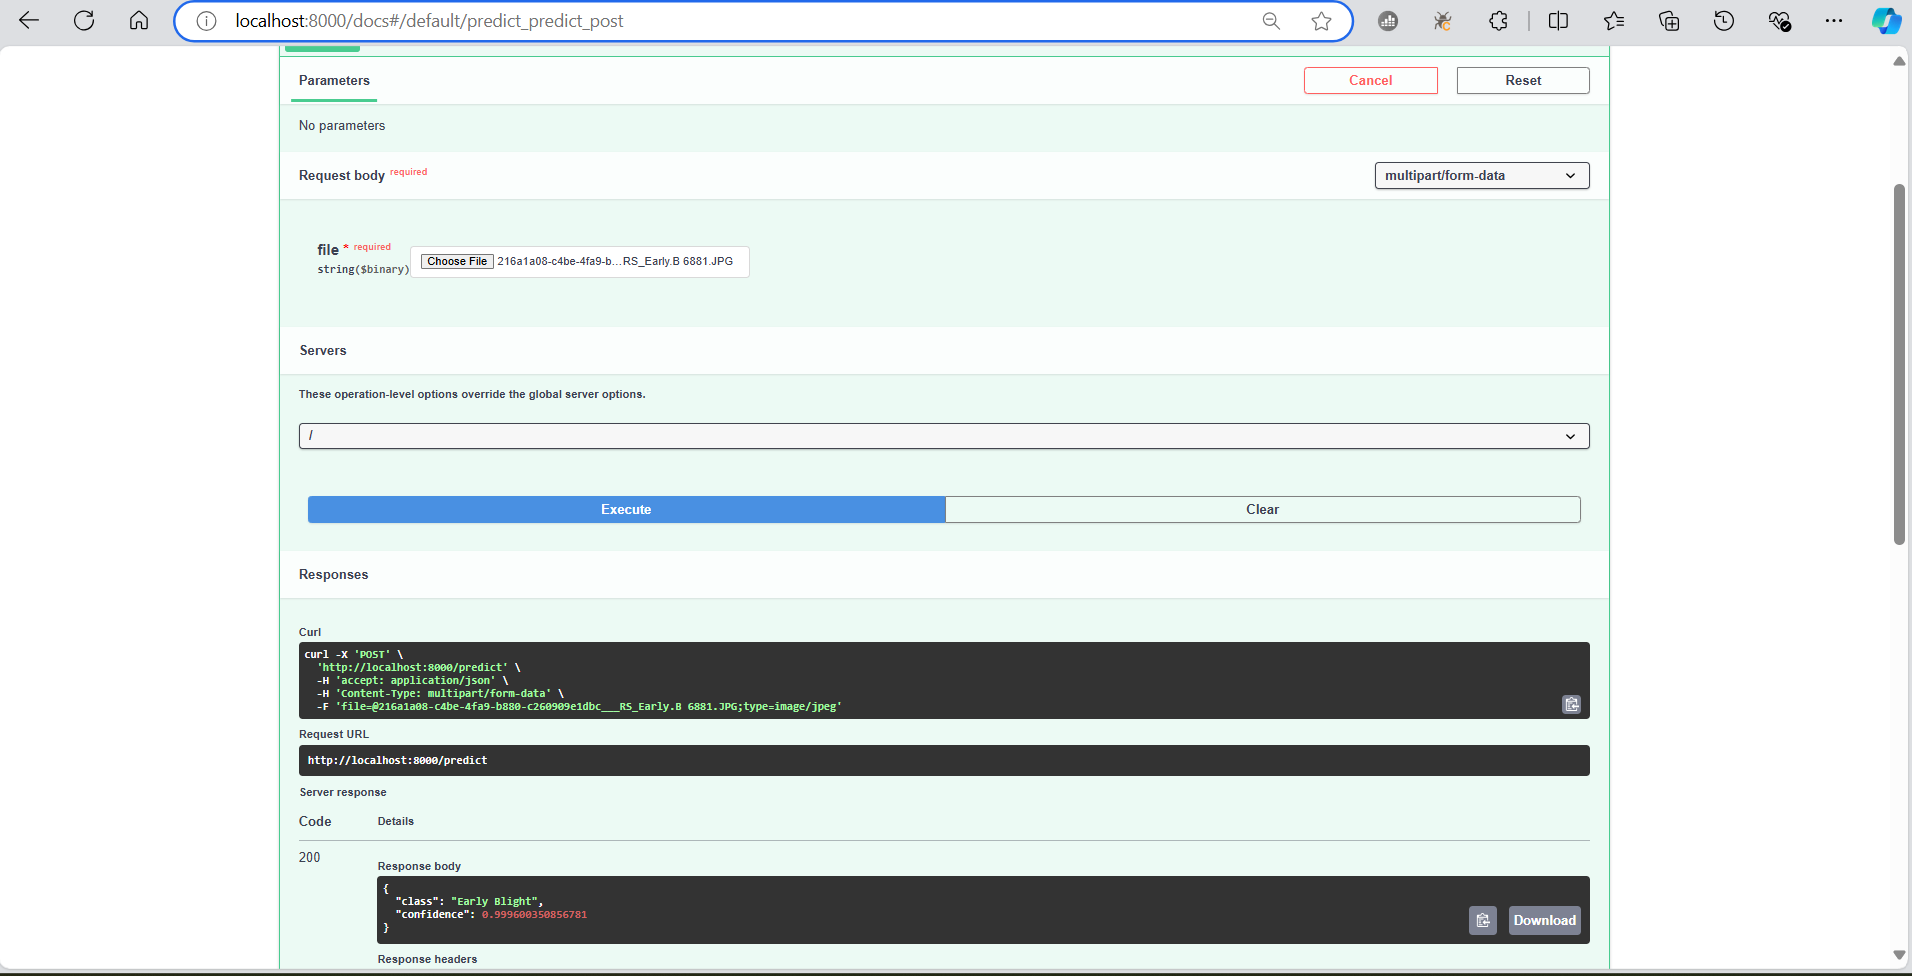 localhost:8000/docs#/default/predict_predict_post
Parameters
Cancel
Reset
No parameters
Request body required
multipart/form-data
file * required
string($binary)
Choose File 216a1a08-c4be-4fa9-b...RS_Early.B 6881.JPG
Servers
These operation-level options override the global server options.
/
Execute
Clear
Responses
Curl
curl -X 'POST' \
'http://localhost:8000/predict' \
-H 'accept: application/json' \
-H 'Content-Type: multipart/form-data' \
-F 'file=@216a1a08-c4be-4fa9-b880-c260909e1dbc___RS_Early.B 6881.JPG;type=image/jpeg'
Request URL
http://localhost:8000/predict
Server response
Code Details
200
Response body
{
"class": "Early Blight",
"confidence": 0.999600350856781
}
Download
Response headers